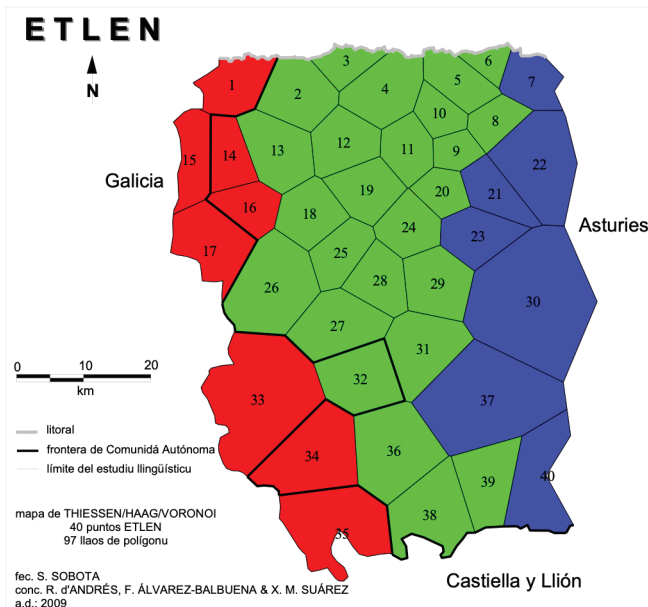 ETLEN
N
Galicia
Asturies
Castiella y Llión
1
2
3
4
5
6
7
8
9
10
11
12
13
14
15
16
17
18
19
20
21
22
23
24
25
26
27
28
29
30
31
32
33
34
35
36
37
38
39
40
0 10 20
km
litoral
frontera de Comunidá Autónoma
límite del estudiu llingüísticu
mapa de THIESSEN/HAAG/VORONOI
40 puntos ETLEN
97 llaos de polígonu
fec. S. SOBOTA
conc. R. d'ANDRÉS, F. ÁLVAREZ-BALBUENA & X. M. SUÁREZ
a.d.: 2009